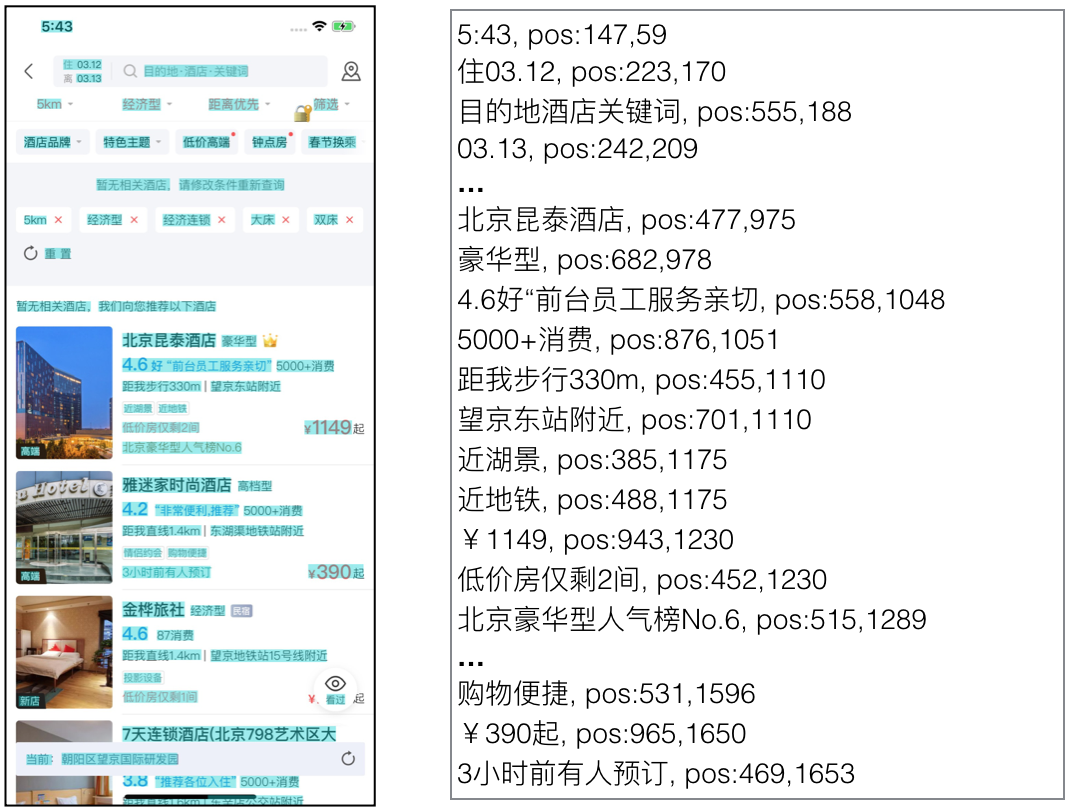 5:43
住 03.12
离 03.13
目的地·酒店·关键词
5km 经济型 距离优先 筛选
酒店品牌 特色主题 低价高端 钟点房 春节换乘
暂无相关酒店，请修改条件重新查询
5km × 经济型 × 经济连锁 × 大床 × 双床 ×
重置
暂无相关酒店，我们向您推荐以下酒店
北京昆泰酒店 豪华型
4.6 好 “前台员工服务亲切” 5000+消费
距我步行330m | 望京东站附近
近湖景 近地铁
低价房仅剩2间 ¥1149起
北京豪华型人气榜No.6
高端
雅迷家时尚酒店 高档型
4.2 “非常便利,推荐” 5000+消费
距我直线1.4km | 东湖渠地铁站附近
情侣约会 购物便捷
3小时前有人预订 ¥390起
高端
金桦旅社 经济型 民宿
4.6 87消费
距我直线1.4km | 望京地铁站15号线附近
投影设备
低价房仅剩1间 ¥ 起
看过
新店
7天连锁酒店(北京798艺术区大
当前: 朝阳区望京国际研发园
3.8 “推荐各位入住” 5000+消费
5:43, pos:147,59
住03.12, pos:223,170
目的地酒店关键词, pos:555,188
03.13, pos:242,209
...
北京昆泰酒店, pos:477,975
豪华型, pos:682,978
4.6好“前台员工服务亲切, pos:558,1048
5000+消费, pos:876,1051
距我步行330m, pos:455,1110
望京东站附近, pos:701,1110
近湖景, pos:385,1175
近地铁, pos:488,1175
￥1149, pos:943,1230
低价房仅剩2间, pos:452,1230
北京豪华型人气榜No.6, pos:515,1289
...
购物便捷, pos:531,1596
￥390起, pos:965,1650
3小时前有人预订, pos:469,1653